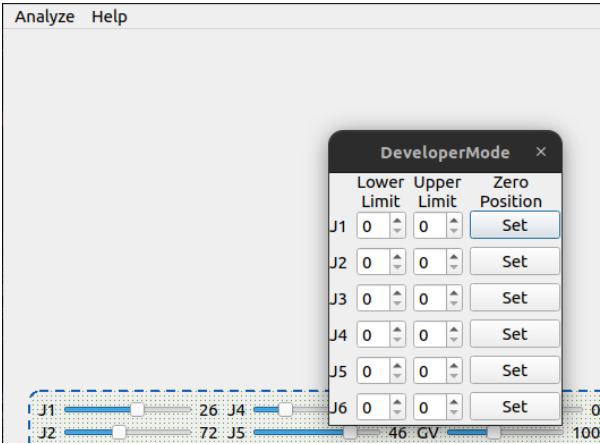 Analyze Help
DeveloperMode ×
Lower Upper Zero
Limit Limit Position
J1 0 0 Set
J2 0 0 Set
J3 0 0 Set
J4 0 0 Set
J5 0 0 Set
J6 0 0 Set
J1 26 J4 0
J2 72 J5 46 GV 100